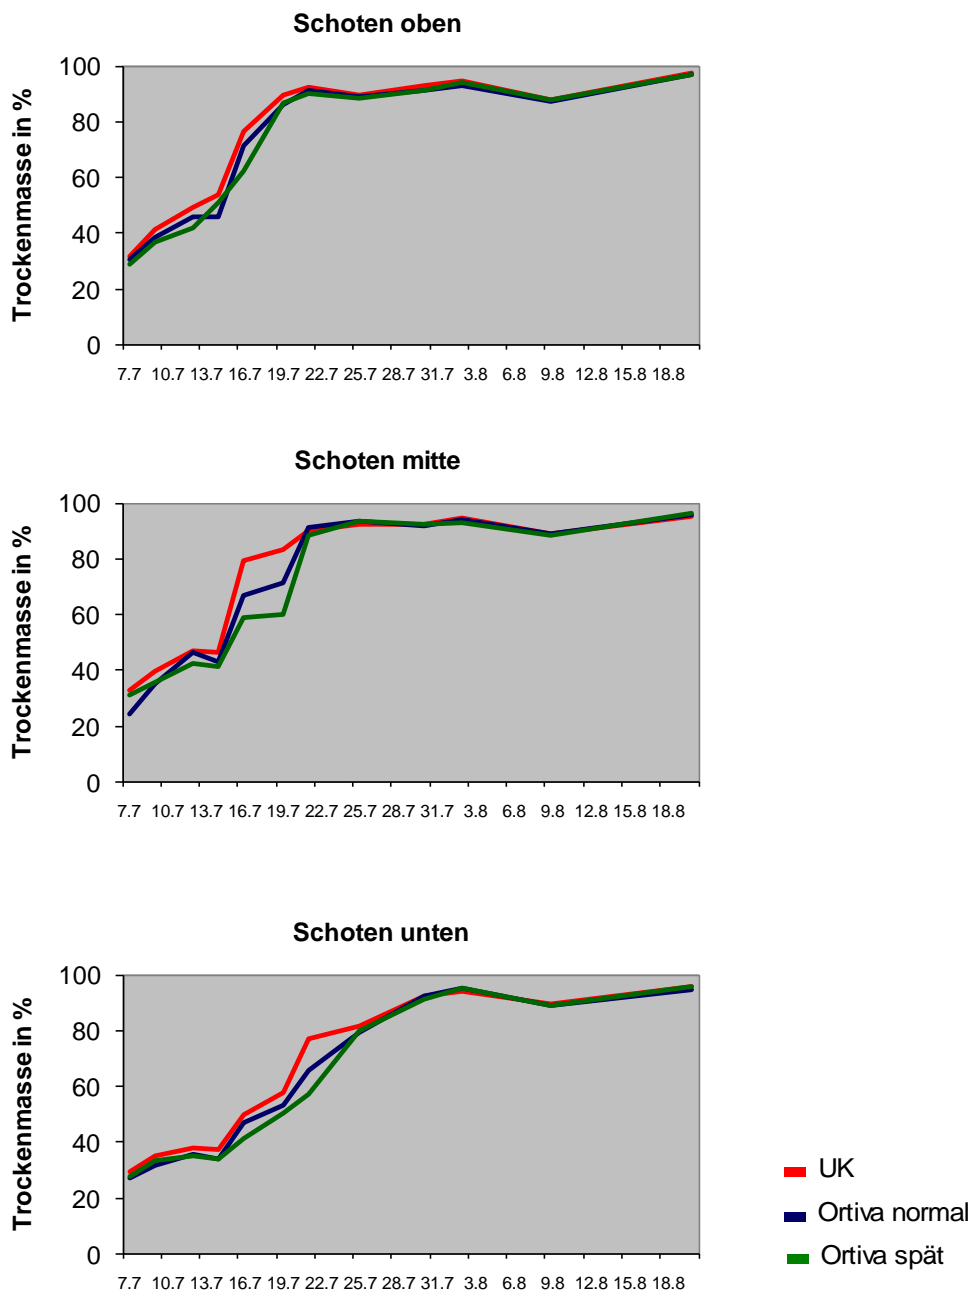 Schoten oben
Trockenmasse in %
100
80
60
40
20
0
7.7 10.7 13.7 16.7 19.7 22.7 25.7 28.7 31.7 3.8 6.8 9.8 12.8 15.8 18.8
Schoten mitte
Trockenmasse in %
100
80
60
40
20
0
7.7 10.7 13.7 16.7 19.7 22.7 25.7 28.7 31.7 3.8 6.8 9.8 12.8 15.8 18.8
Schoten unten
Trockenmasse in %
100
80
60
40
20
0
7.7 10.7 13.7 16.7 19.7 22.7 25.7 28.7 31.7 3.8 6.8 9.8 12.8 15.8 18.8
UK
Ortiva normal
Ortiva spät